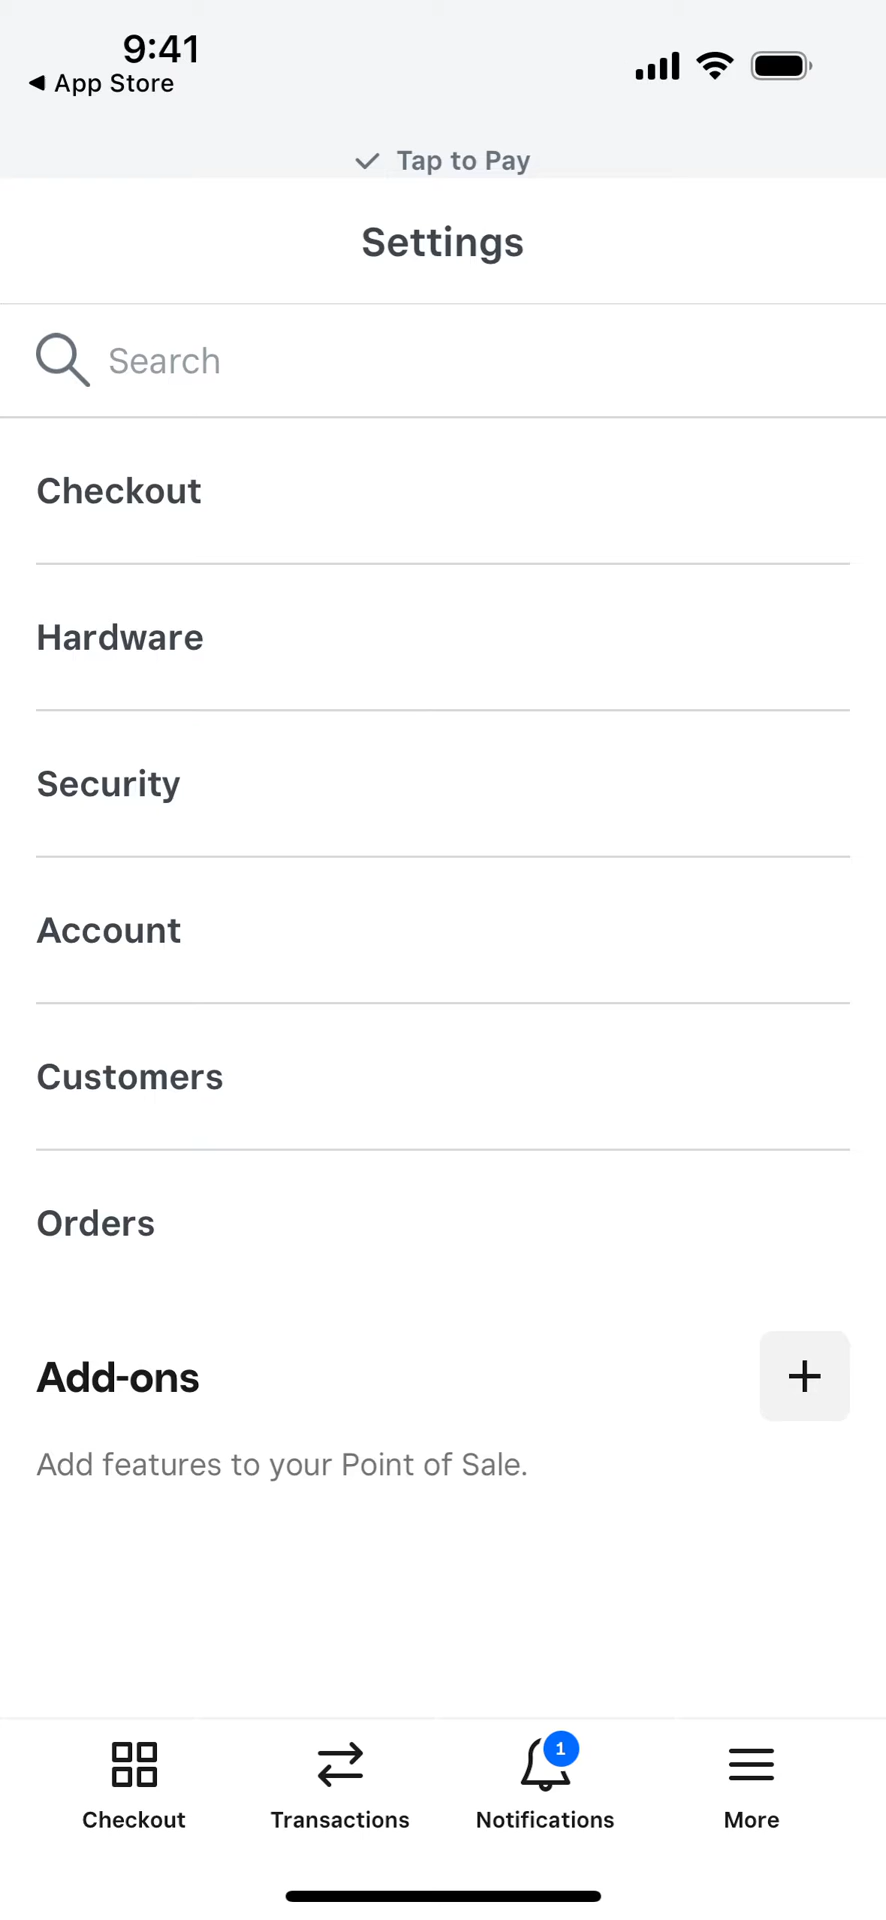 9:41
App Store
Tap to Pay
Settings
Search
Checkout
Hardware
Security
Account
Customers
Orders
Add-ons
Add features to your Point of Sale.
1
Checkout
Transactions
Notifications
More